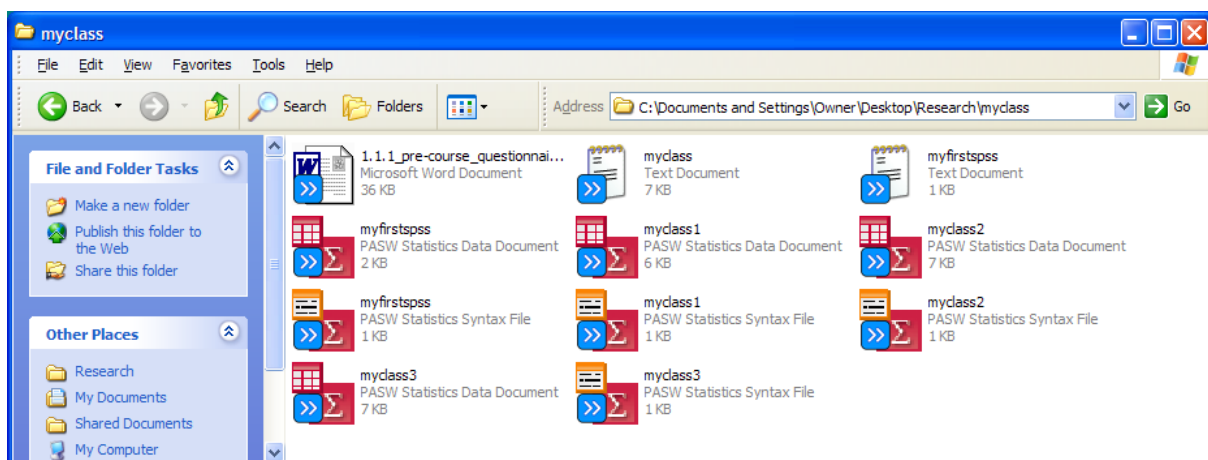 myclass
File Edit View Favorites Tools Help
Back Search Folders Address C:\Documents and Settings\Owner\Desktop\Research\myclass Go
File and Folder Tasks
Make a new folder
Publish this folder to
the Web
Share this folder
Other Places
Research
My Documents
Shared Documents
My Computer
1.1.1_pre-course_questionnai...
Microsoft Word Document
36 KB
myclass
Text Document
7 KB
myfirstspss
Text Document
1 KB
myfirstspss
PASW Statistics Data Document
2 KB
myclass1
PASW Statistics Data Document
6 KB
myclass2
PASW Statistics Data Document
7 KB
myfirstspss
PASW Statistics Syntax File
1 KB
myclass1
PASW Statistics Syntax File
1 KB
myclass2
PASW Statistics Syntax File
1 KB
myclass3
PASW Statistics Data Document
7 KB
myclass3
PASW Statistics Syntax File
1 KB